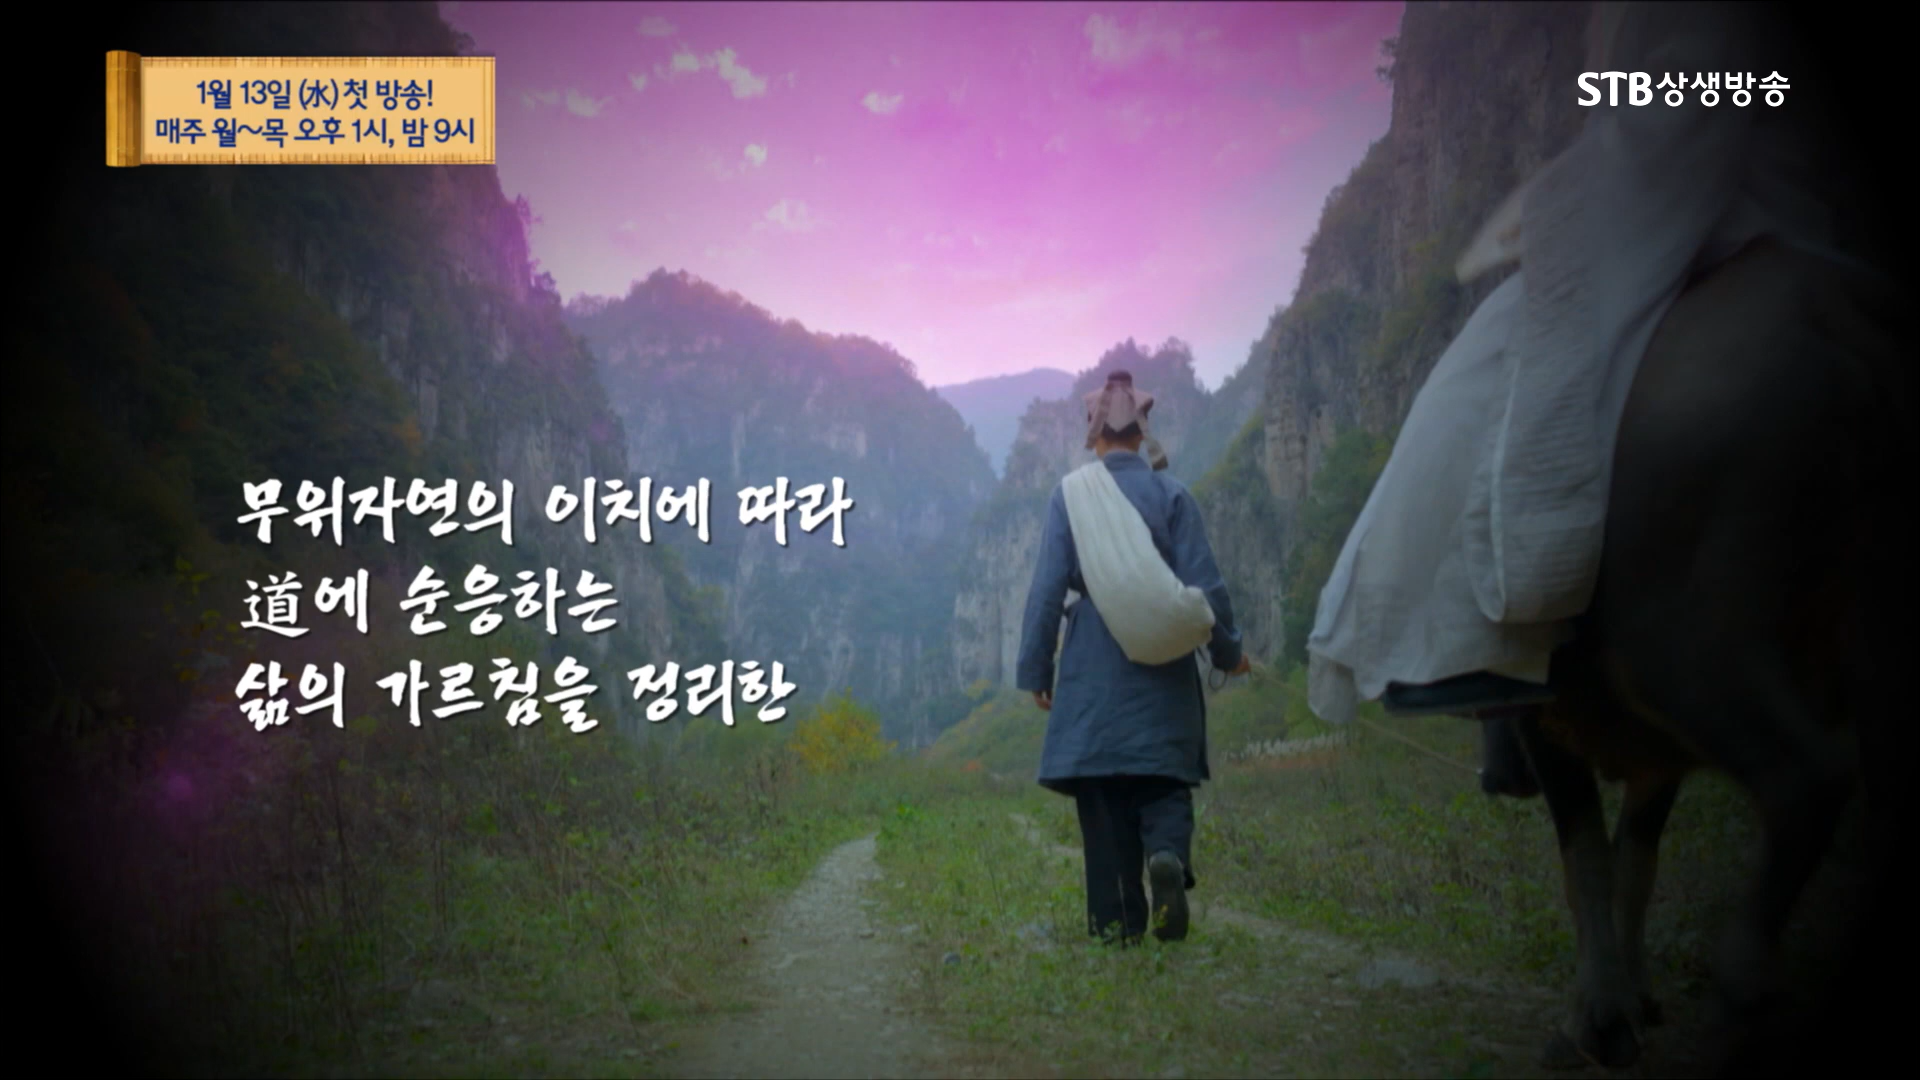 1월 13일 (水) 첫 방송!
매주 월~목 오후 1시, 밤 9시
STB상생방송
무위자연의 이치에 따라
道에 순응하는
삶의 가르침을 정리한